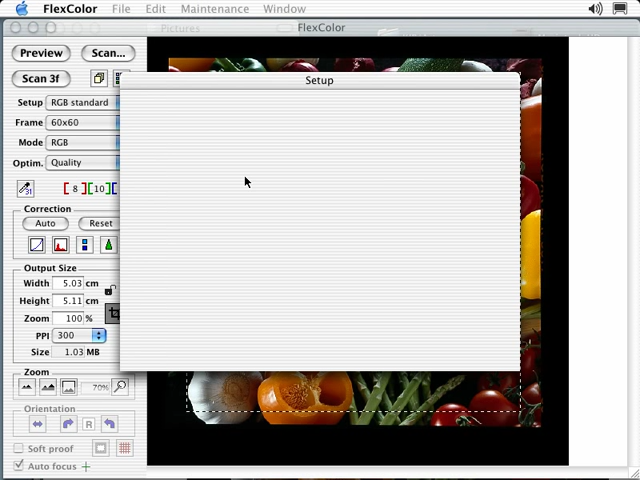 FlexColor File Edit Maintenance Window
Pictures
FlexColor
Preview Scan...
Scan 3f
Setup RGB standard
Frame 60x60
Mode RGB
Optim. Quality
31 [ 8 ] [ 10 ] [
Correction
Auto Reset
Output Size
Width 5.03 cm
Height 5.11 cm
Zoom 100 %
PPI 300
Size 1.03 MB
Zoom
70%
Orientation
R
Soft proof
Auto focus +
Setup